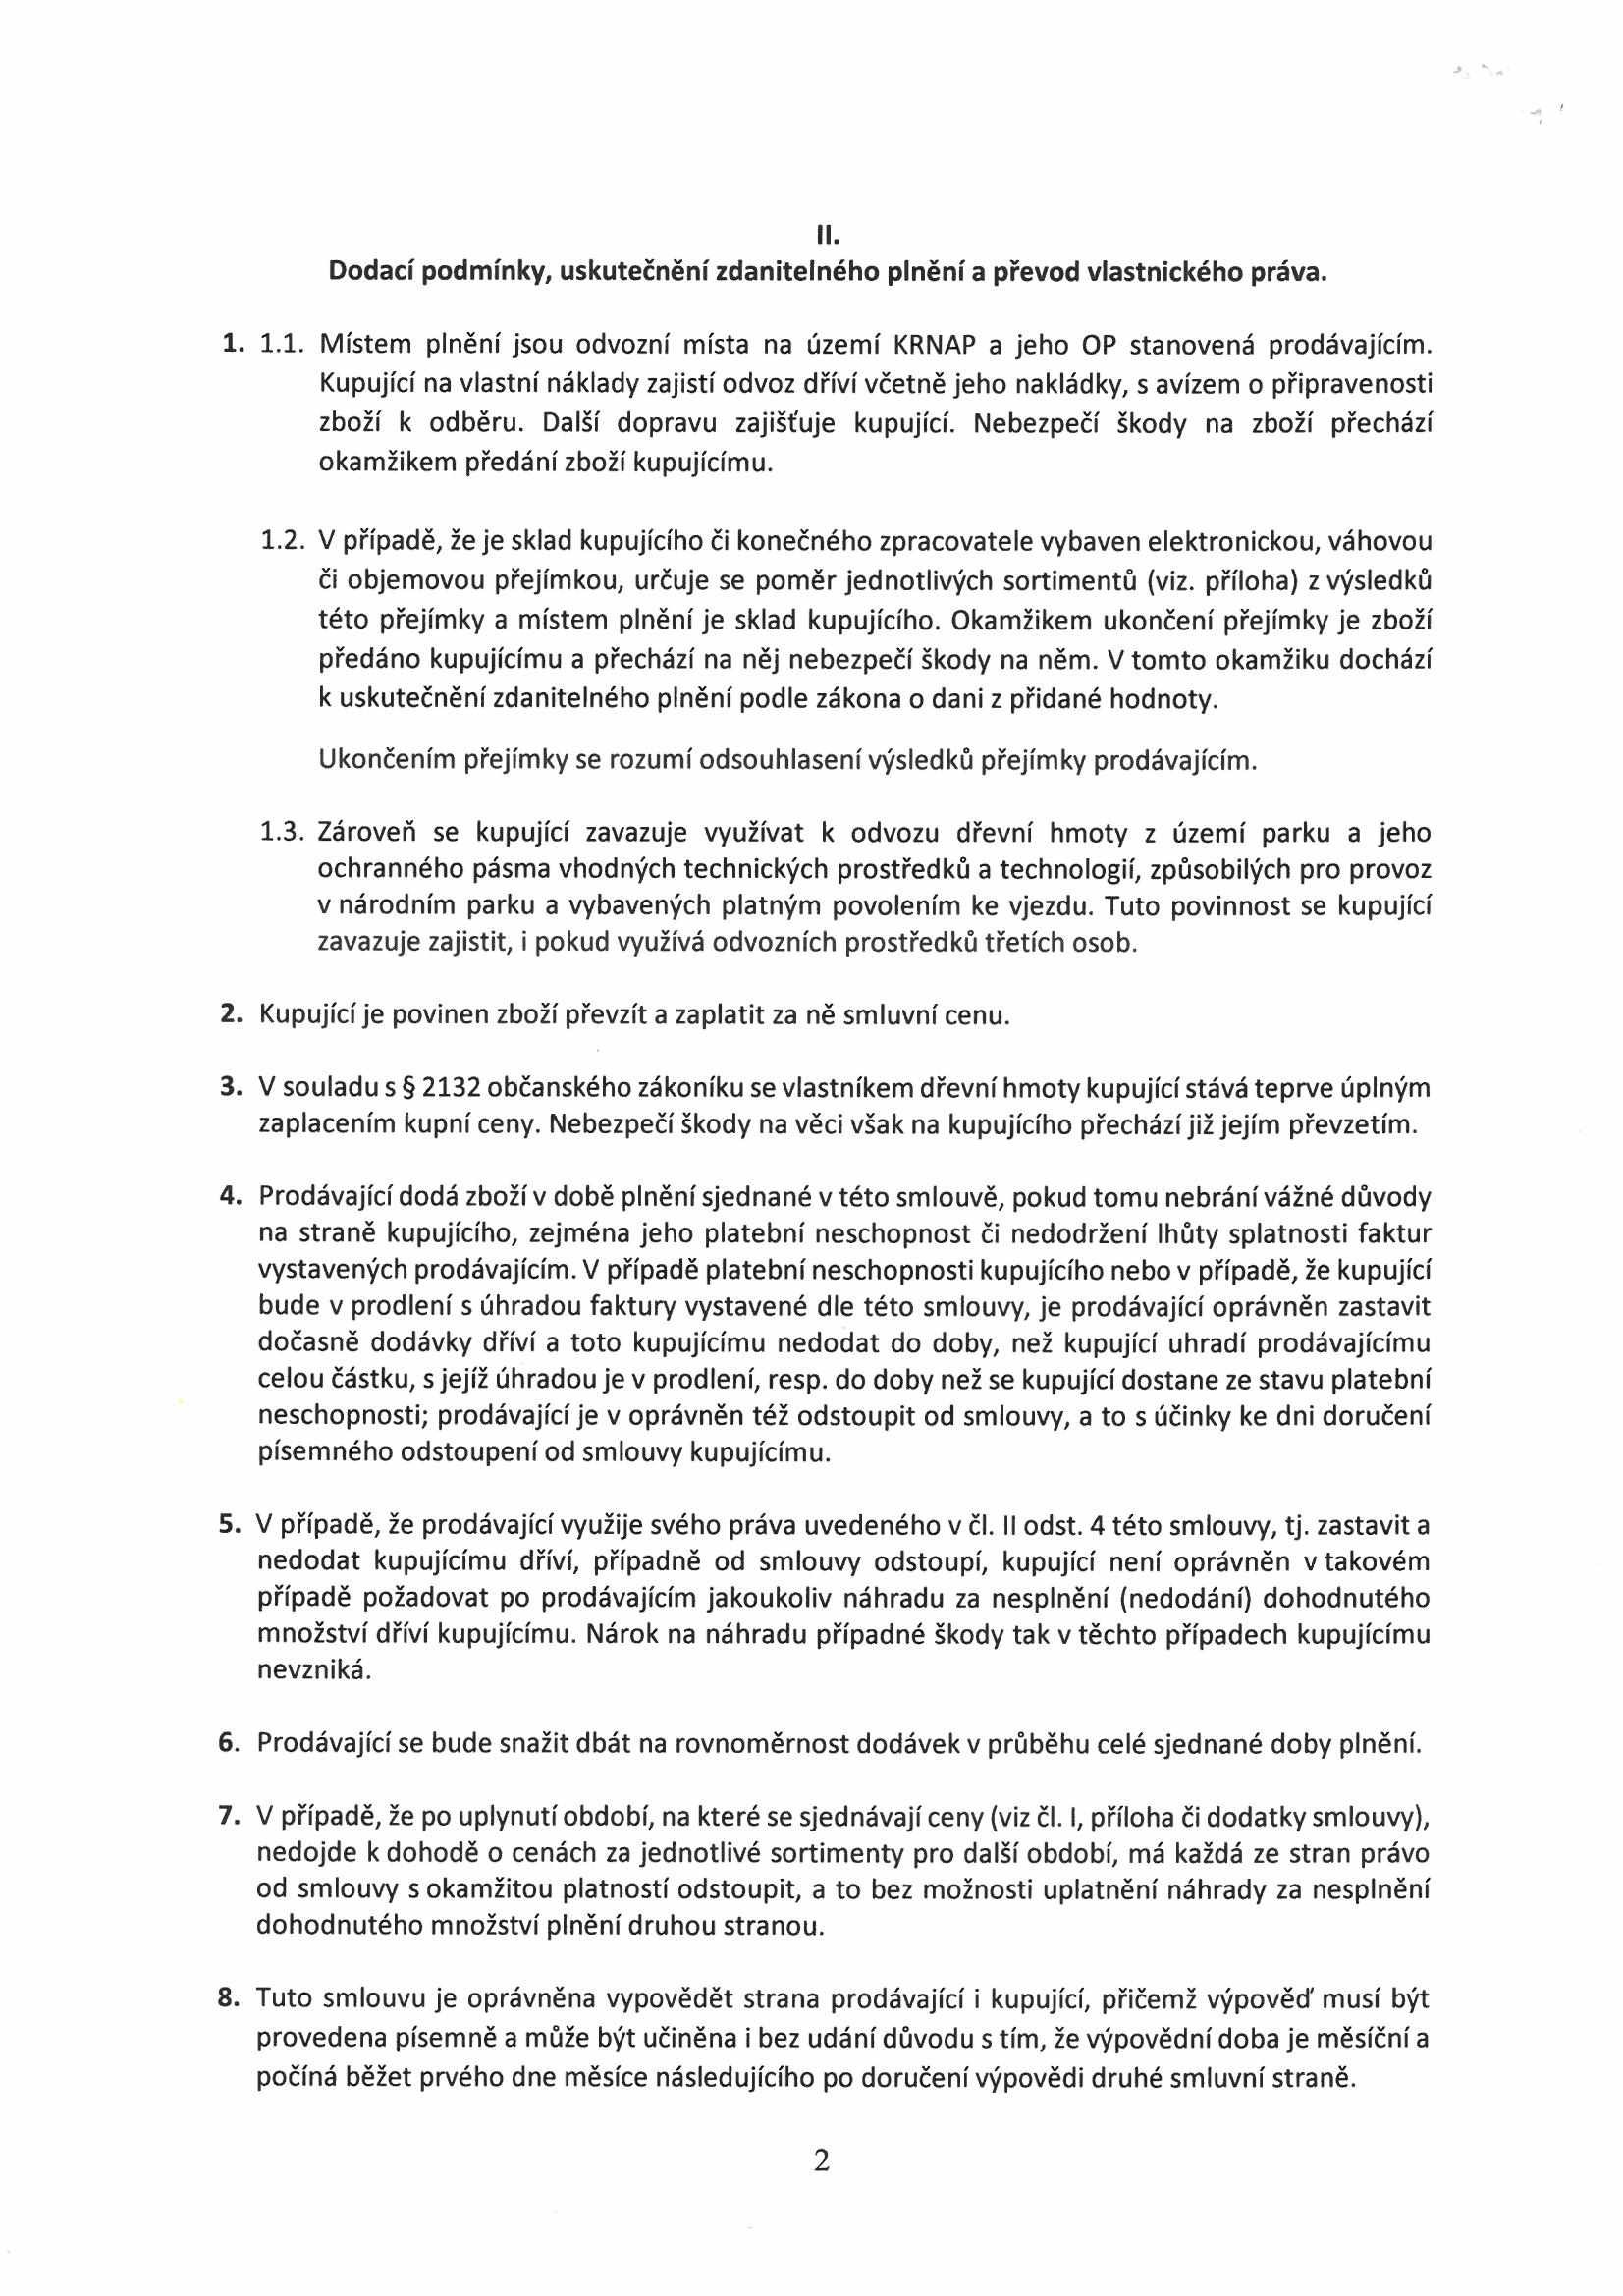 II.
Dodací podmínky, uskutečnění zdanitelného plnění a převod vlastnického práva.
1. 1.1. Místem plnění jsou odvozní místa na území KRNAP a jeho OP stanovená prodávajícím.
Kupující na vlastní náklady zajistí odvoz dříví včetně jeho nakládky, s avízem o připravenosti
zboží k odběru. Další dopravu zajišťuje kupující. Nebezpečí škody na zboží přechází
okamžikem předání zboží kupujícímu.
1.2. V případě, že je sklad kupujícího či konečného zpracovatele vybaven elektronickou, váhovou
či objemovou přejímkou, určuje se poměr jednotlivých sortimentů (viz. příloha) z výsledků
této přejímky a místem plnění je sklad kupujícího. Okamžikem ukončení přejímky je zboží
předáno kupujícímu a přechází na něj nebezpečí škody na něm. V tomto okamžiku dochází
k uskutečnění zdanitelného plnění podle zákona o dani z přidané hodnoty.
Ukončením přejímky se rozumí odsouhlasení výsledků přejímky prodávajícím.
1.3. Zároveň se kupující zavazuje využívat k odvozu dřevní hmoty z území parku a jeho
ochranného pásma vhodných technických prostředků a technologií, způsobilých pro provoz
v národním parku a vybavených platným povolením ke vjezdu. Tuto povinnost se kupující
zavazuje zajistit, i pokud využívá odvozních prostředků třetích osob.
2. Kupující je povinen zboží převzít a zaplatit za ně smluvní cenu.
3. V souladu s § 2132 občanského zákoníku se vlastníkem dřevní hmoty kupující stává teprve úplným
zaplacením kupní ceny. Nebezpečí škody na věci však na kupujícího přechází již jejím převzetím.
4. Prodávající dodá zboží v době plnění sjednané v této smlouvě, pokud tomu nebrání vážné důvody
na straně kupujícího, zejména jeho platební neschopnost či nedodržení lhůty splatnosti faktur
vystavených prodávajícím. V případě platební neschopnosti kupujícího nebo v případě, že kupující
bude v prodlení s úhradou faktury vystavené dle této smlouvy, je prodávající oprávněn zastavit
dočasně dodávky dříví a toto kupujícímu nedodat do doby, než kupující uhradí prodávajícímu
celou částku, s jejíž úhradou je v prodlení, resp. do doby než se kupující dostane ze stavu platební
neschopnosti; prodávající je v oprávněn též odstoupit od smlouvy, a to s účinky ke dni doručení
písemného odstoupení od smlouvy kupujícímu.
5. V případě, že prodávající využije svého práva uvedeného v čl. II odst. 4 této smlouvy, tj. zastavit a
nedodat kupujícímu dříví, případně od smlouvy odstoupí, kupující není oprávněn v takovém
případě požadovat po prodávajícím jakoukoliv náhradu za nesplnění (nedodání) dohodnutého
množství dříví kupujícímu. Nárok na náhradu případné škody tak v těchto případech kupujícímu
nevzniká.
6. Prodávající se bude snažit dbát na rovnoměrnost dodávek v průběhu celé sjednané doby plnění.
7. V případě, že po uplynutí období, na které se sjednávají ceny (viz čl. I, příloha či dodatky smlouvy),
nedojde k dohodě o cenách za jednotlivé sortimenty pro další období, má každá ze stran právo
od smlouvy s okamžitou platností odstoupit, a to bez možnosti uplatnění náhrady za nesplnění
dohodnutého množství plnění druhou stranou.
8. Tuto smlouvu je oprávněna vypovědět strana prodávající i kupující, přičemž výpověď musí být
provedena písemně a může být učiněna i bez udání důvodu s tím, že výpovědní doba je měsíční a
počíná běžet prvého dne měsíce následujícího po doručení výpovědi druhé smluvní straně.
2